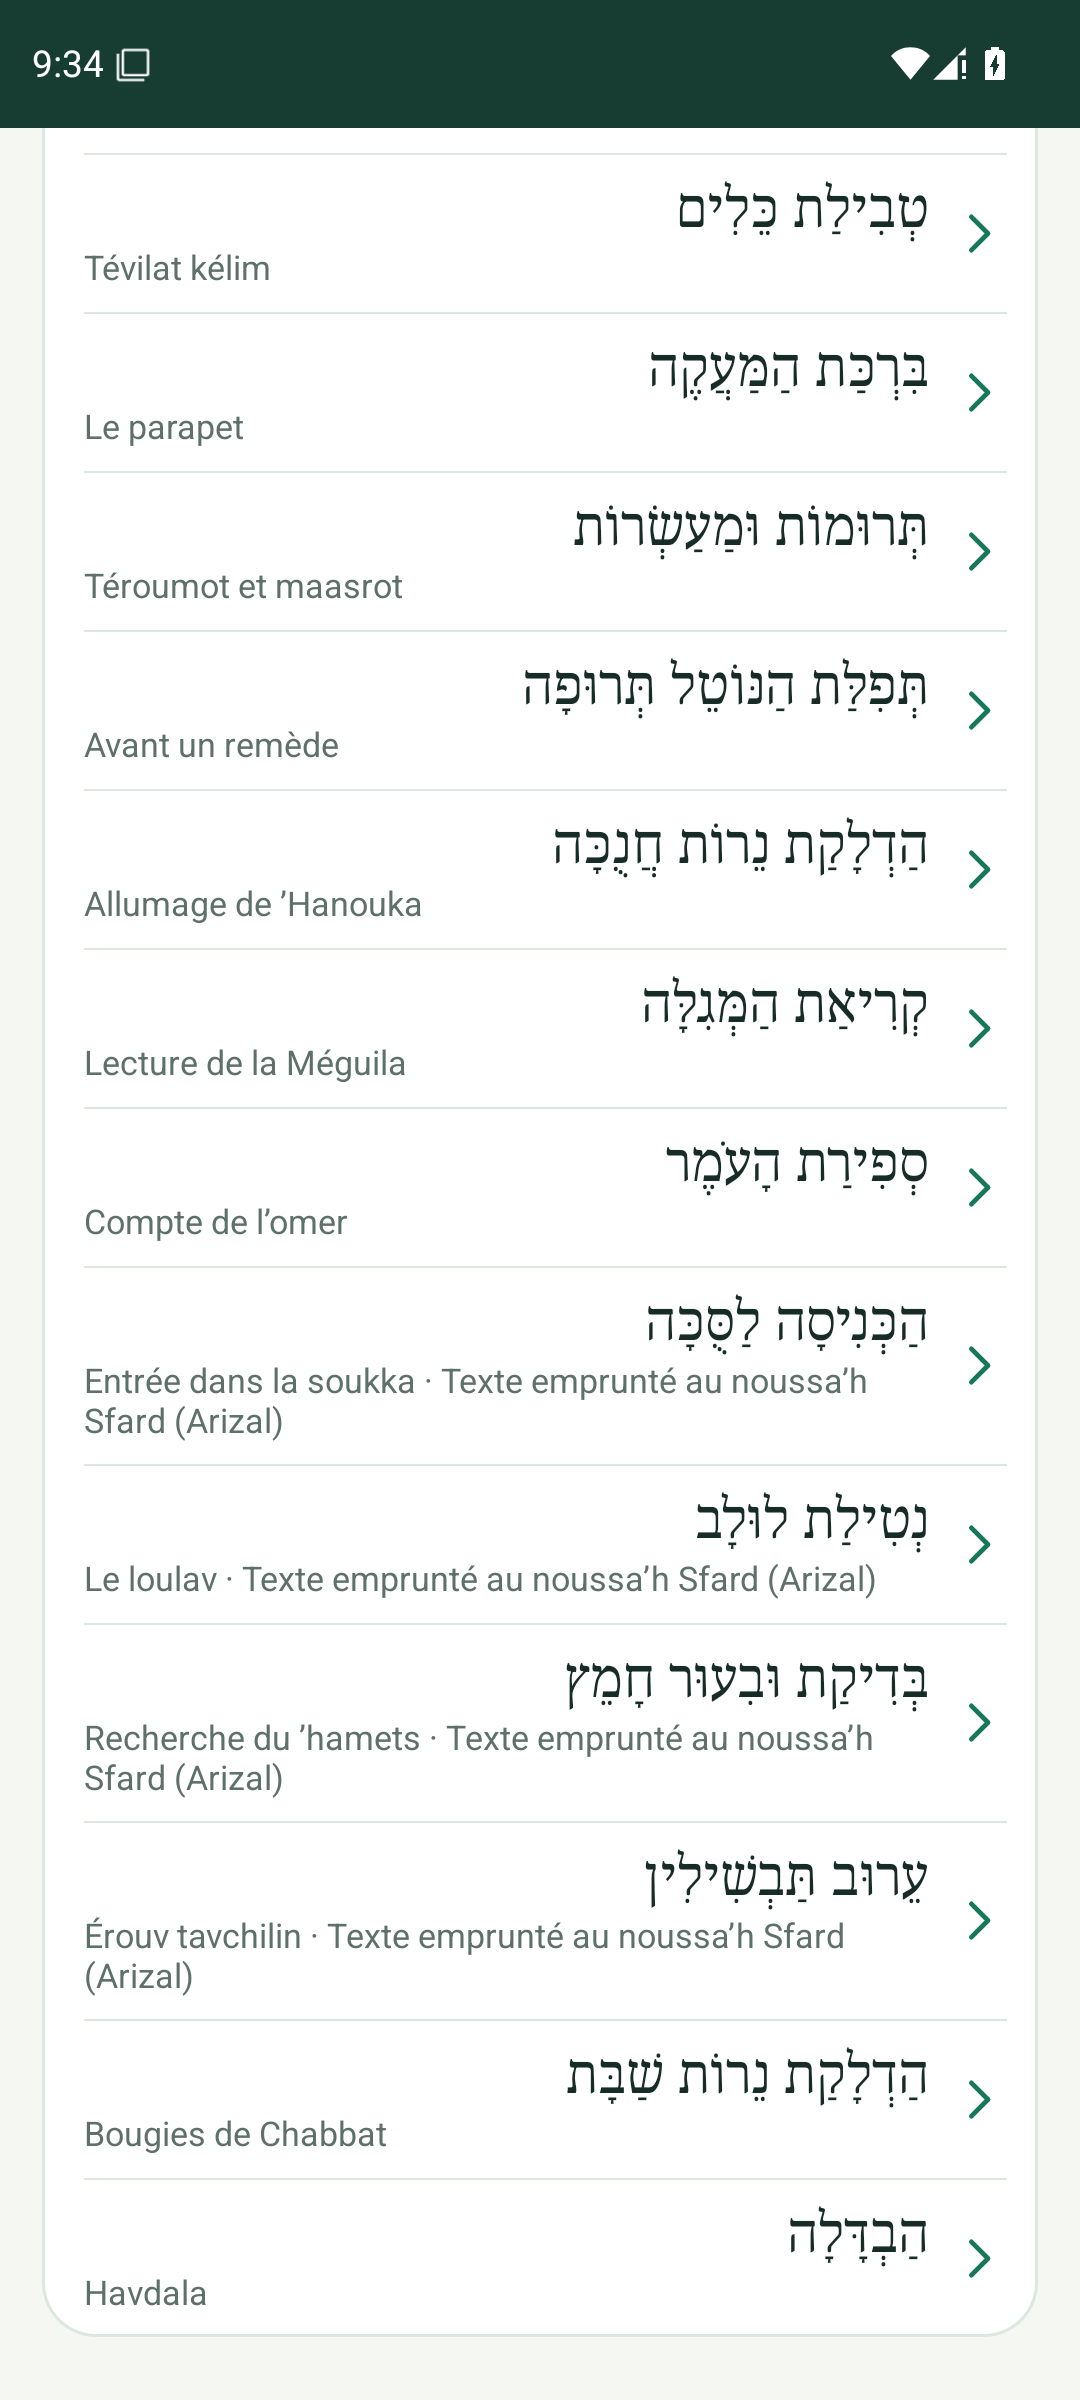 9:34
טְבִילַת כֵּלִים
Tévilat kélim
בִּרְכַּת הַמַּעֲקֶה
Le parapet
תְּרוּמוֹת וּמַעַשְׂרוֹת
Téroumot et maasrot
תְּפִלַּת הַנּוֹטֵל תְּרוּפָה
Avant un remède
הַדְלָקַת נֵרוֹת חֲנֻכָּה
Allumage de ’Hanouka
קְרִיאַת הַמְּגִלָּה
Lecture de la Méguila
סְפִירַת הָעֹמֶר
Compte de l’omer
הַכְּנִיסָה לַסֻּכָּה
Entrée dans la soukka · Texte emprunté au noussa’h
Sfard (Arizal)
נְטִילַת לוּלָב
Le loulav · Texte emprunté au noussa’h Sfard (Arizal)
בְּדִיקַת וּבִעוּר חָמֵץ
Recherche du ’hamets · Texte emprunté au noussa’h
Sfard (Arizal)
עֵרוּב תַּבְשִׁילִין
Érouv tavchilin · Texte emprunté au noussa’h Sfard
(Arizal)
הַדְלָקַת נֵרוֹת שַׁבָּת
Bougies de Chabbat
הַבְדָּלָה
Havdala